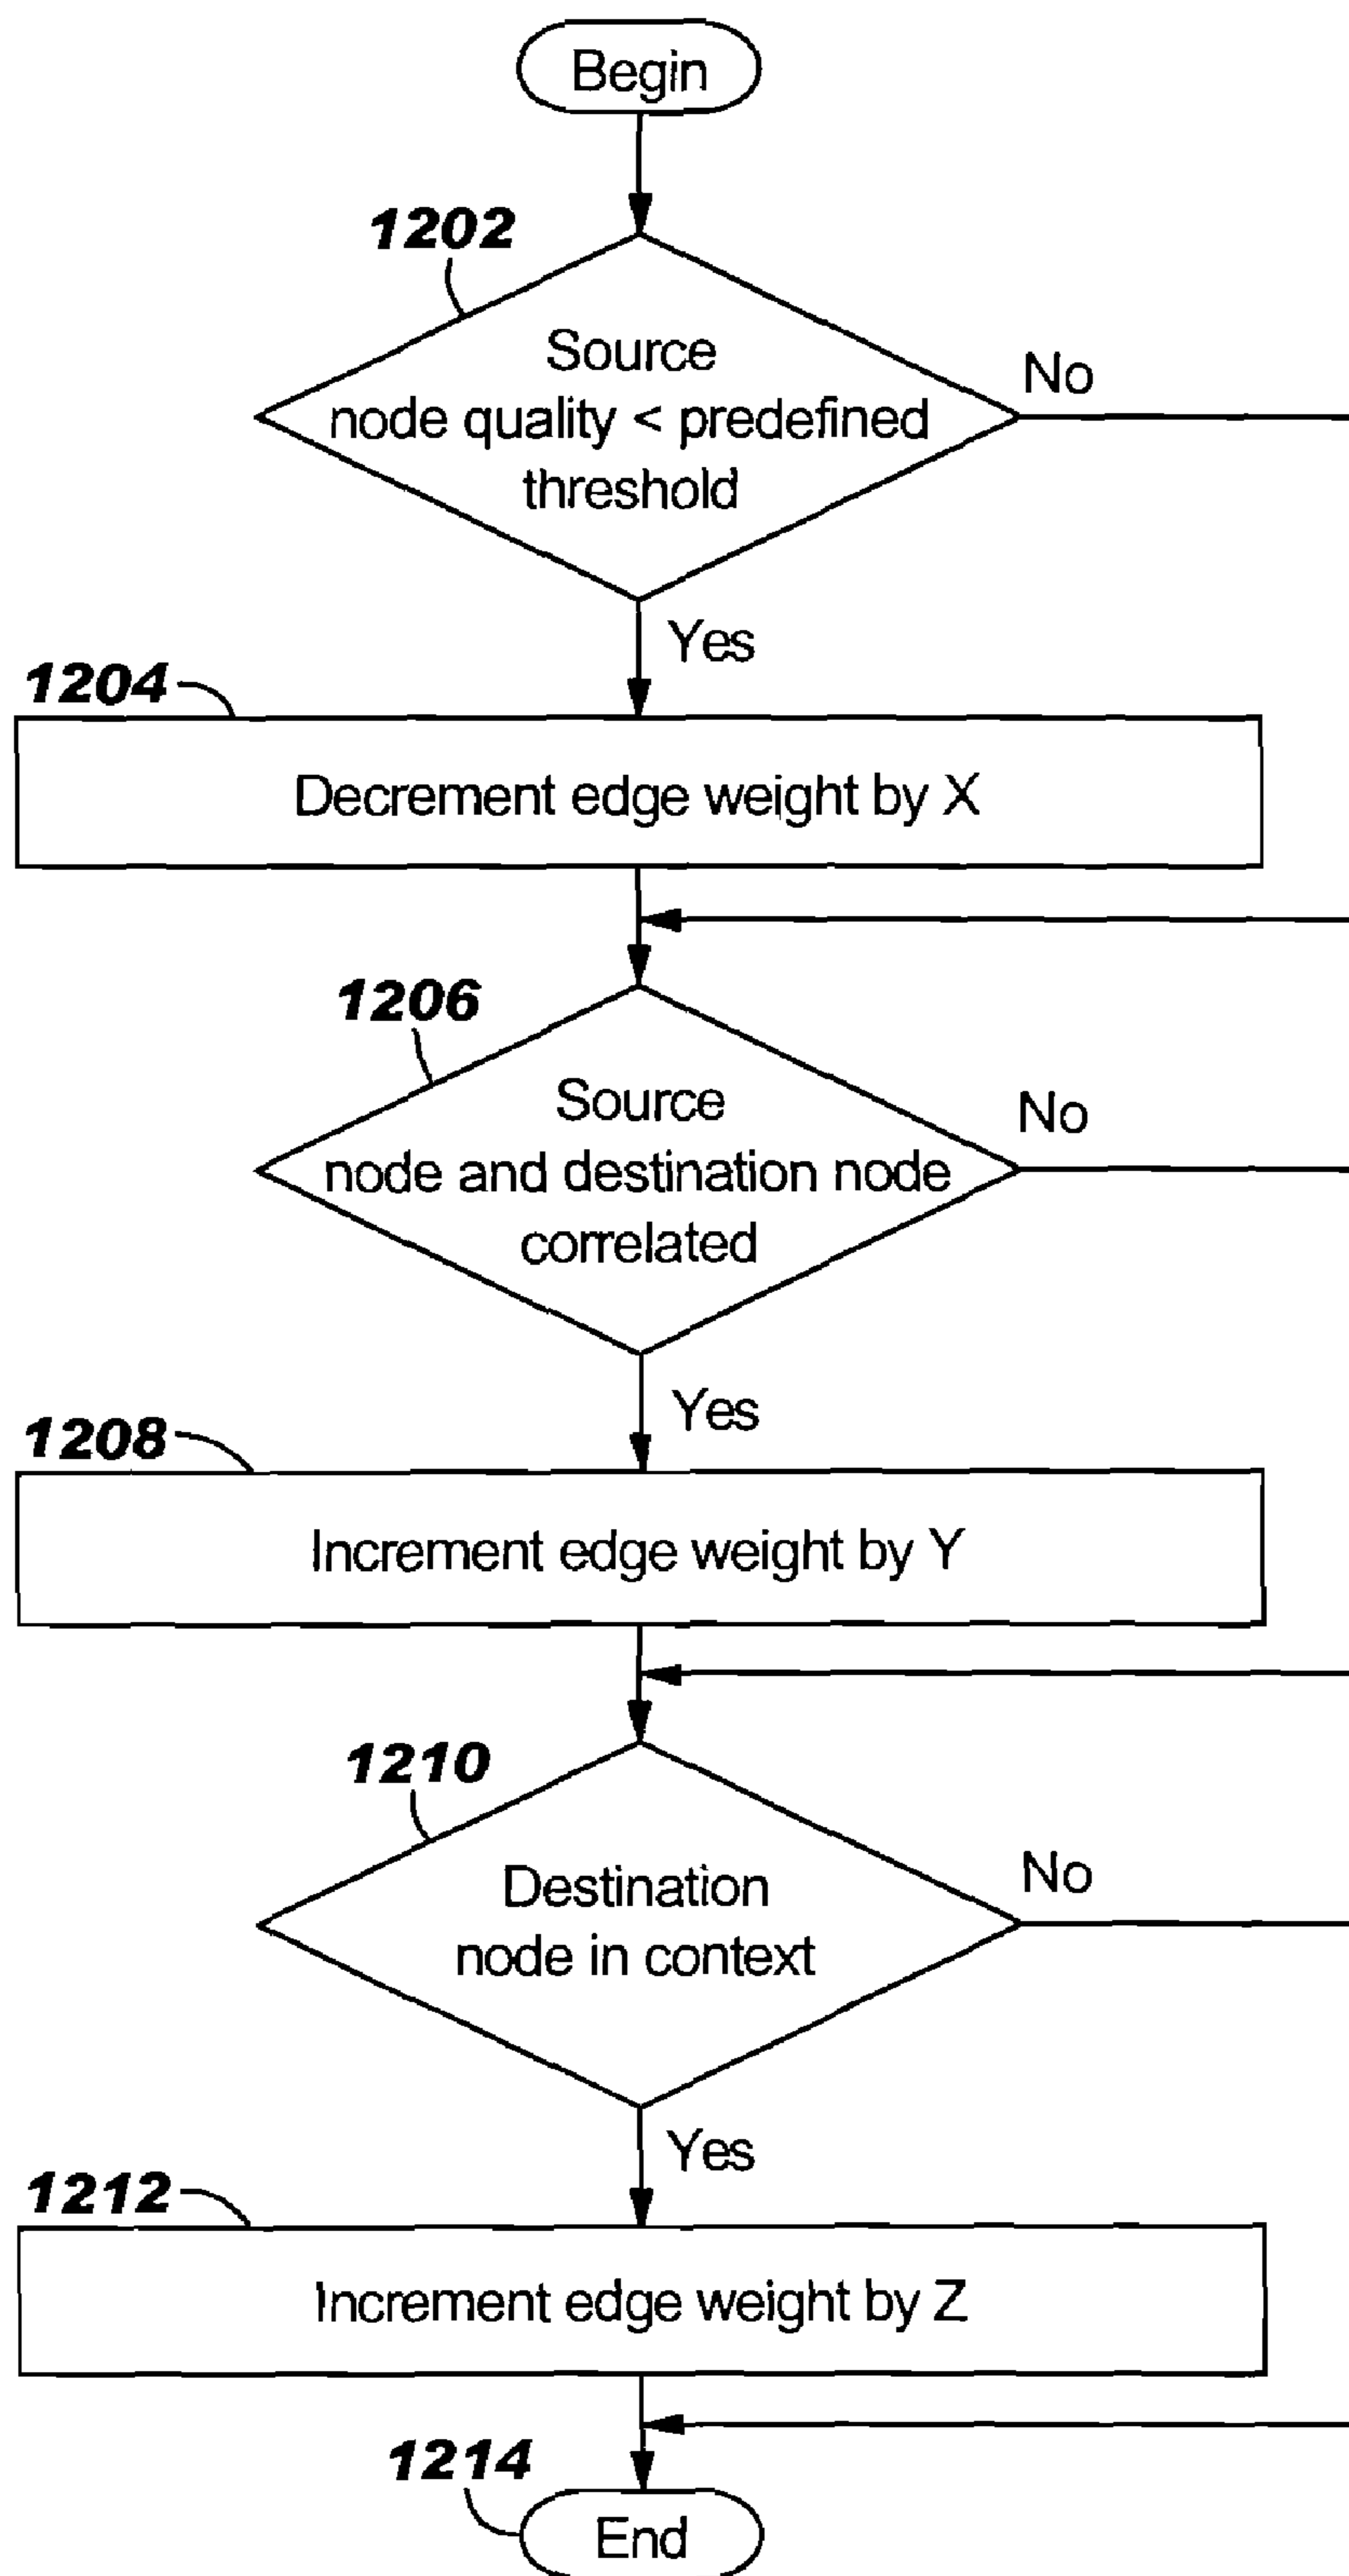 Begin
1202
Source
node quality < predefined
threshold
No
Yes
1204
Decrement edge weight by X
1206
Source
node and destination node
correlated
No
Yes
1208
Increment edge weight by Y
1210
Destination
node in context
No
Yes
1212
Increment edge weight by Z
1214
End